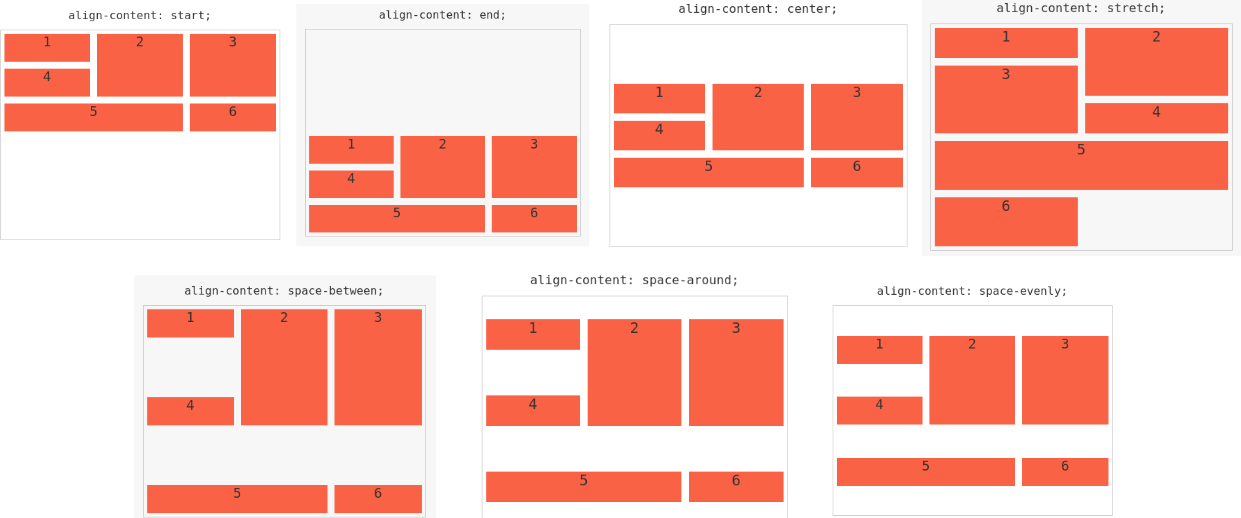 align-content: start;
1 2 3
4
5 6
align-content: end;
1 2 3
4
5 6
align-content: center;
1 2 3
4
5 6
align-content: stretch;
1 2
3
4
5
6
align-content: space-between;
1 2 3
4
5 6
align-content: space-around;
1 2 3
4
5 6
align-content: space-evenly;
1 2 3
4
5 6